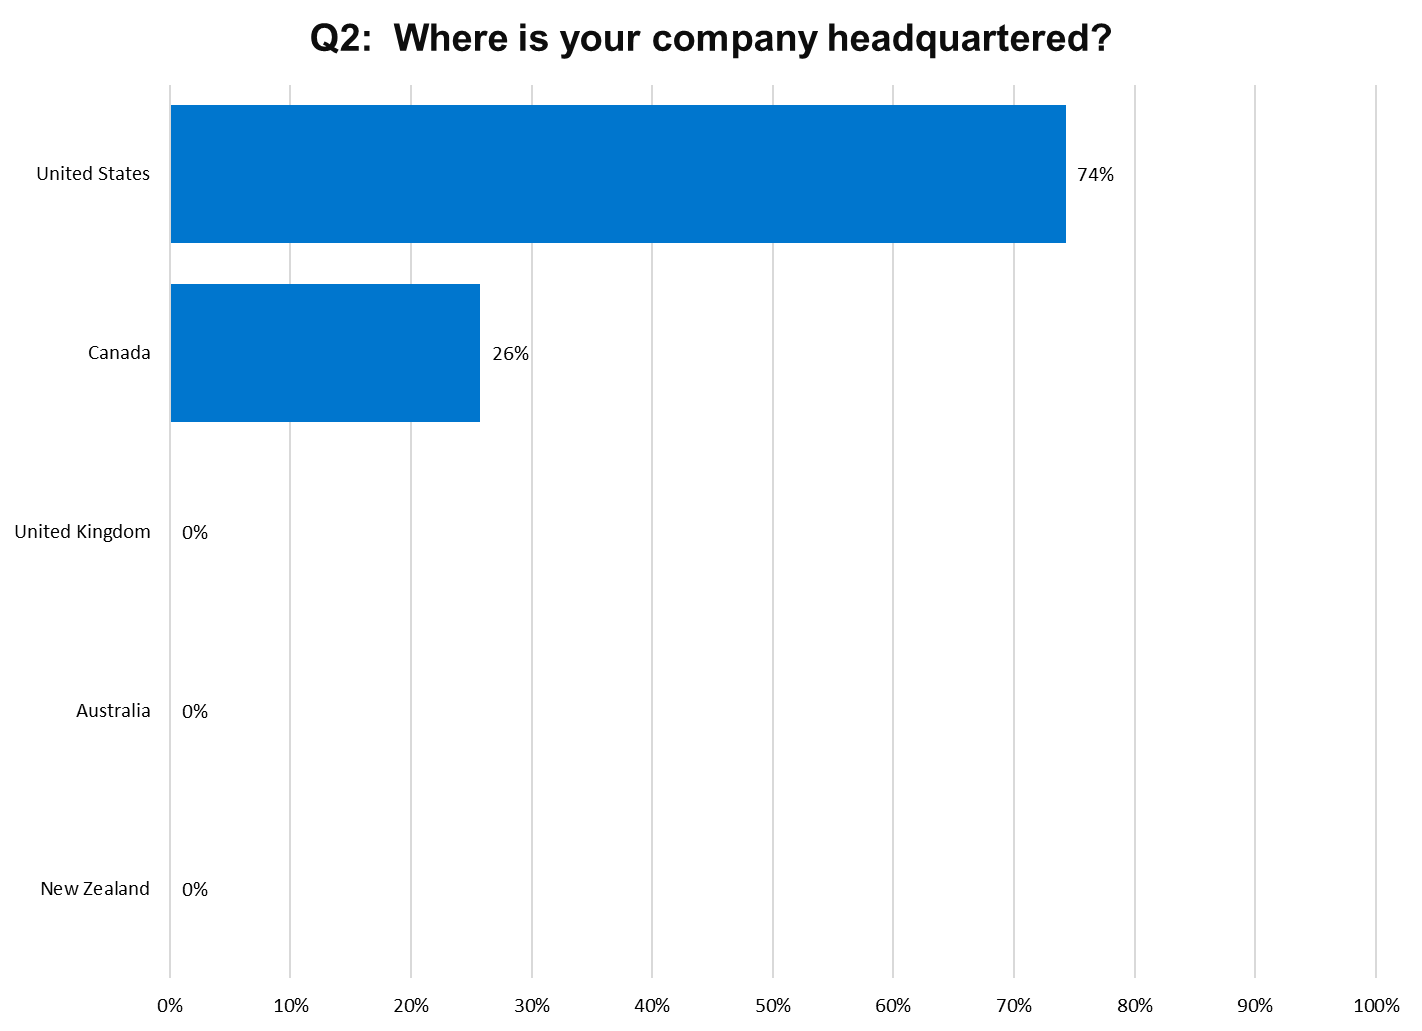 Q2:  Where is your company headquartered?
United States
74%
Canada
26%
United Kingdom
0%
Australia
0%
New Zealand
0%
0% 10% 20% 30% 40% 50% 60% 70% 80% 90% 100%